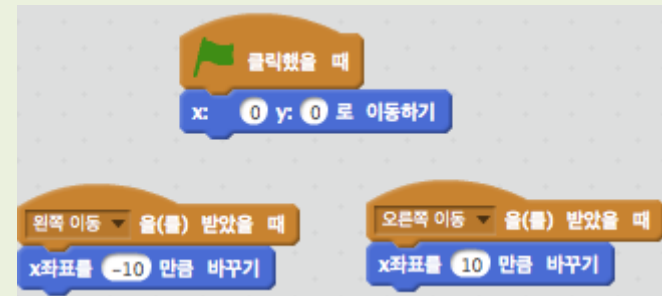 클릭했을 때
x: 0 y: 0 로 이동하기
왼쪽 이동 을(를) 받았을 때
x좌표를 -10 만큼 바꾸기
오른쪽 이동 을(를) 받았을 때
x좌표를 10 만큼 바꾸기